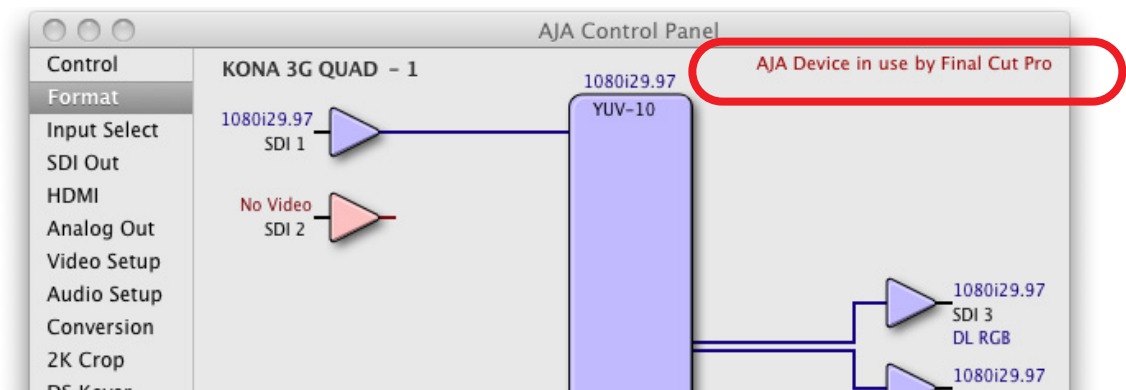 AJA Control Panel
Control
Format
Input Select
SDI Out
HDMI
Analog Out
Video Setup
Audio Setup
Conversion
2K Crop
KONA 3G QUAD - 1
AJA Device in use by Final Cut Pro
1080i29.97
YUV-10
1080i29.97
SDI 1
No Video
SDI 2
1080i29.97
SDI 3
DL RGB
1080i29.97